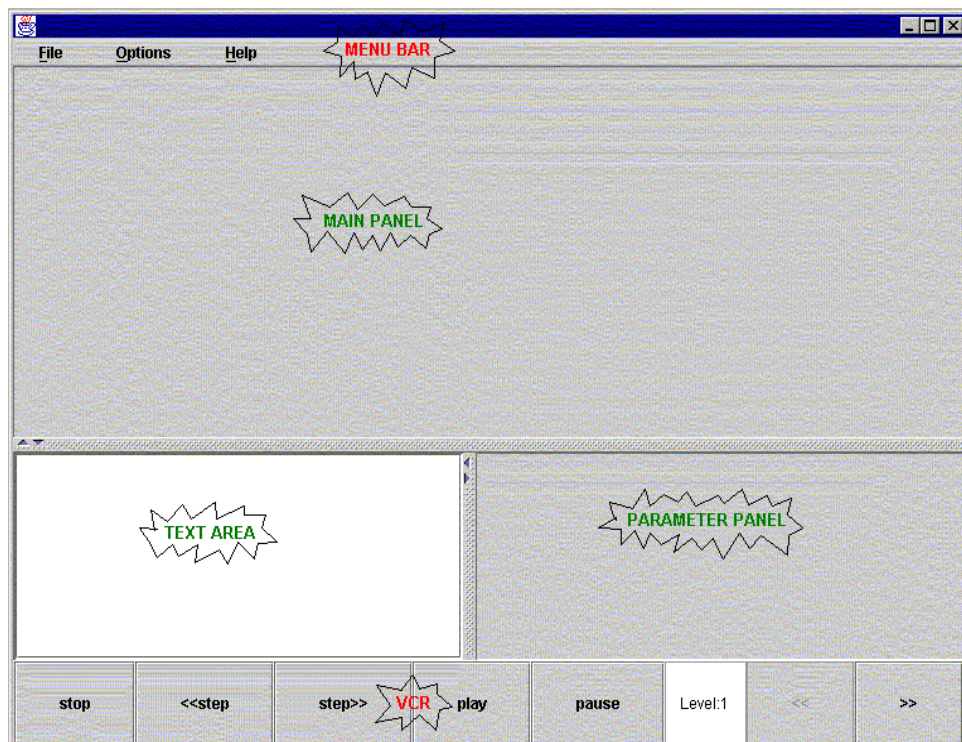 File Options Help MENU BAR
MAIN PANEL
TEXT AREA
PARAMETER PANEL
stop <<step step>> VCR play pause Level:1 << >>